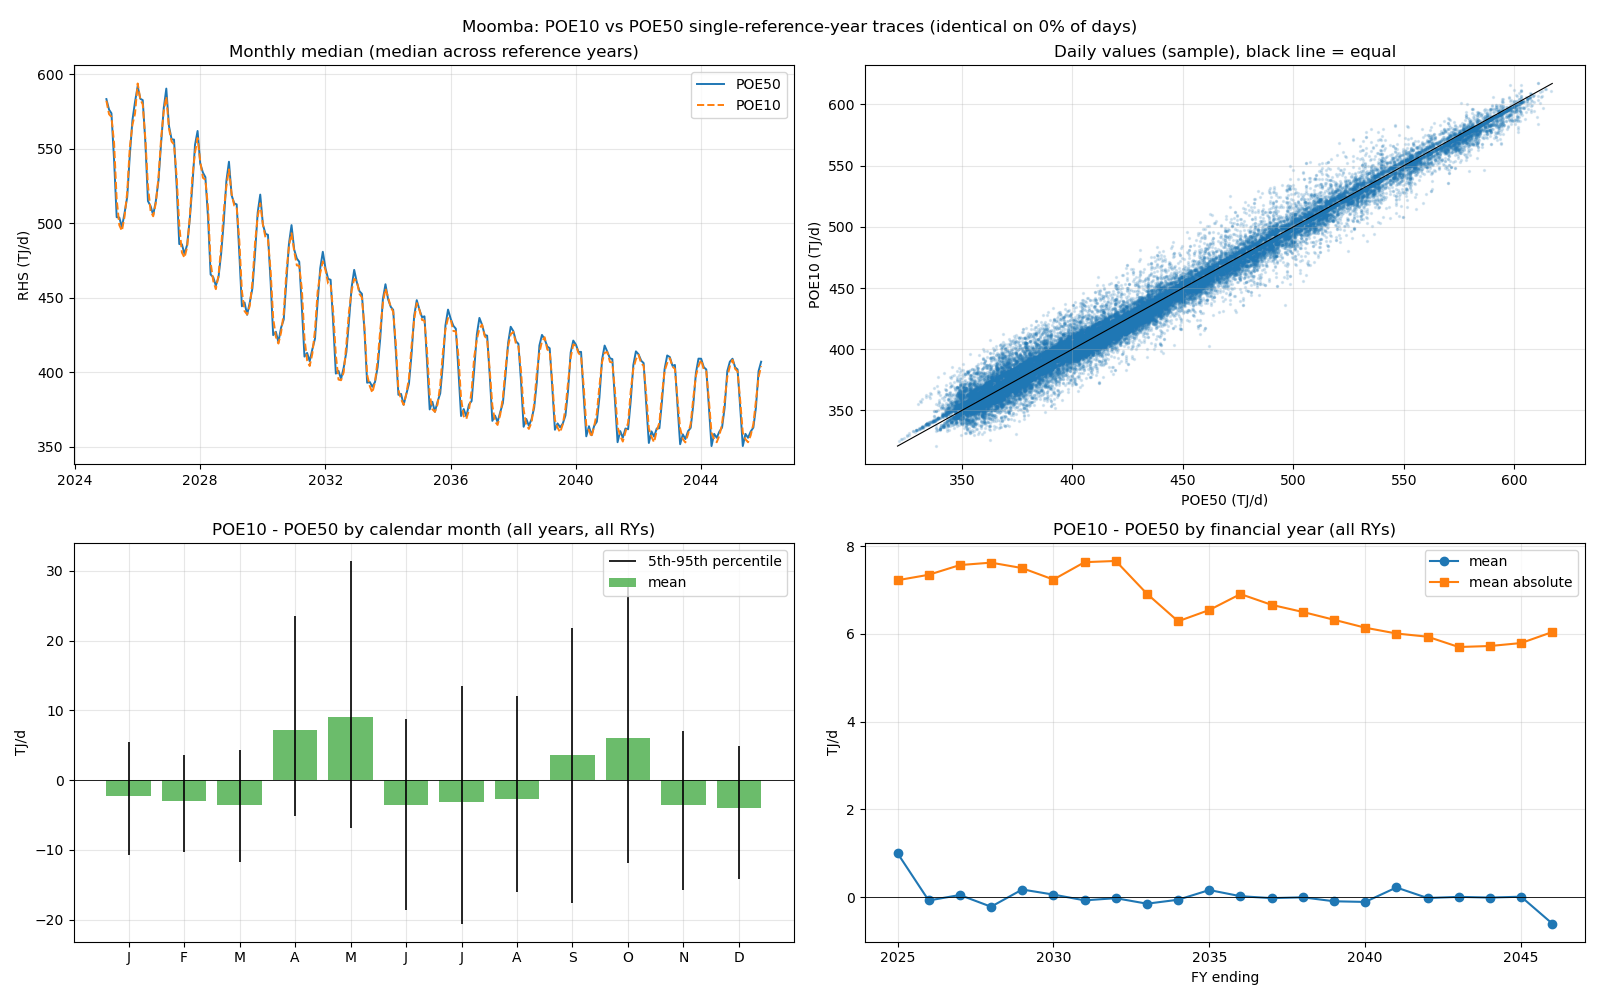 Moomba: POE10 vs POE50 single-reference-year traces (identical on 0% of days)
Monthly median (median across reference years)
600
550
500
450
400
350
RHS (TJ/d)
2024 2028 2032 2036 2040 2044
POE50
POE10
Daily values (sample), black line = equal
600
550
500
450
400
350
POE10 (TJ/d)
350 400 450 500 550 600
POE50 (TJ/d)
POE10 - POE50 by calendar month (all years, all RYs)
30
20
10
0
−10
−20
TJ/d
J F M A M J J A S O N D
5th-95th percentile
mean
POE10 - POE50 by financial year (all RYs)
8
6
4
2
0
TJ/d
2025 2030 2035 2040 2045
FY ending
mean
mean absolute